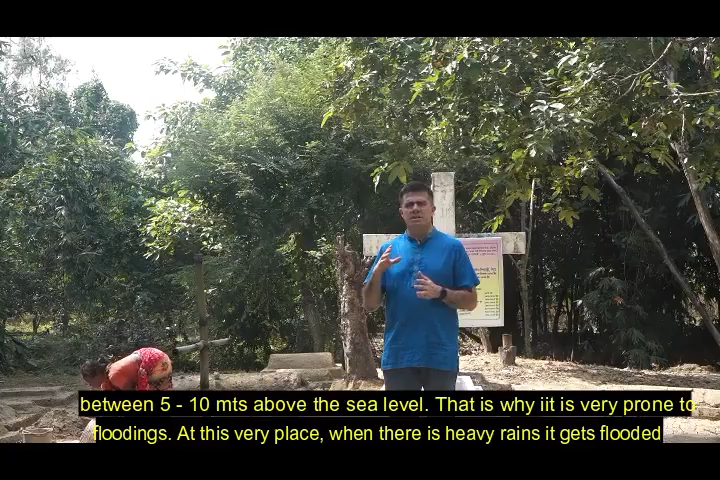 between 5 - 10 mts above the sea level. That is why iit is very prone to
floodings. At this very place, when there is heavy rains it gets flooded